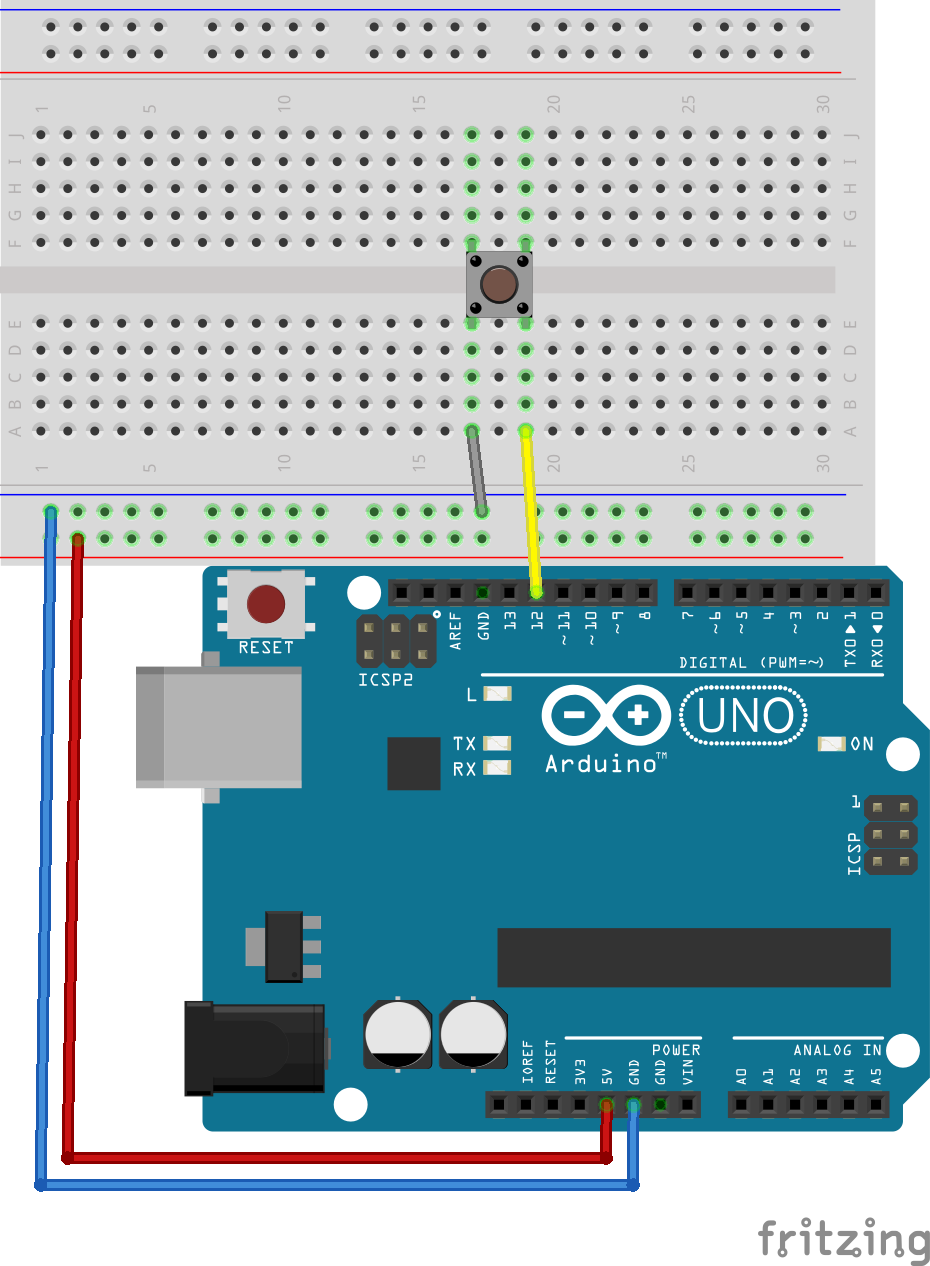 1 5 10 15 20 25 30
J J
I I
H H
G G
F F
E E
D D
C C
B B
A A
1 5 10 15 20 25 30
RESET
AREF GND 13 12 ~11 ~10 ~9 8 7 ~6 ~5 4 ~3 2 TX0▶1 RX0◀0
ICSP2
DIGITAL (PWM=~)
L
UNO
TX
RX
Arduino™
ON
1
ICSP
IOREF RESET 3V3 5V GND GND VIN
POWER
A0 A1 A2 A3 A4 A5
ANALOG IN
fritzing